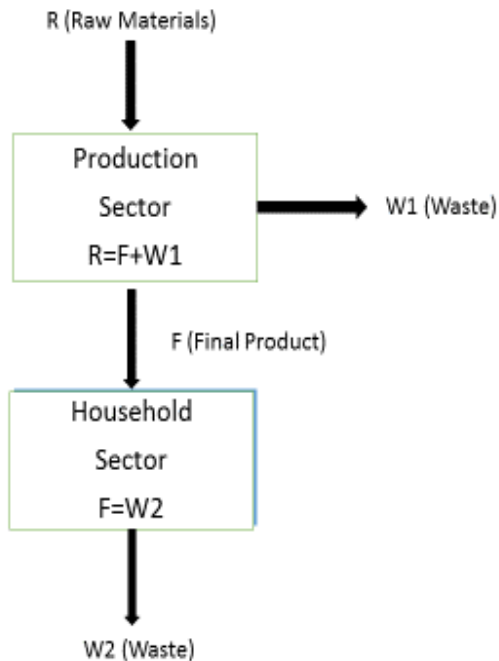 R (Raw Materials)
Production
Sector
R=F+W1
W1 (Waste)
F (Final Product)
Household
Sector
F=W2
W2 (Waste)